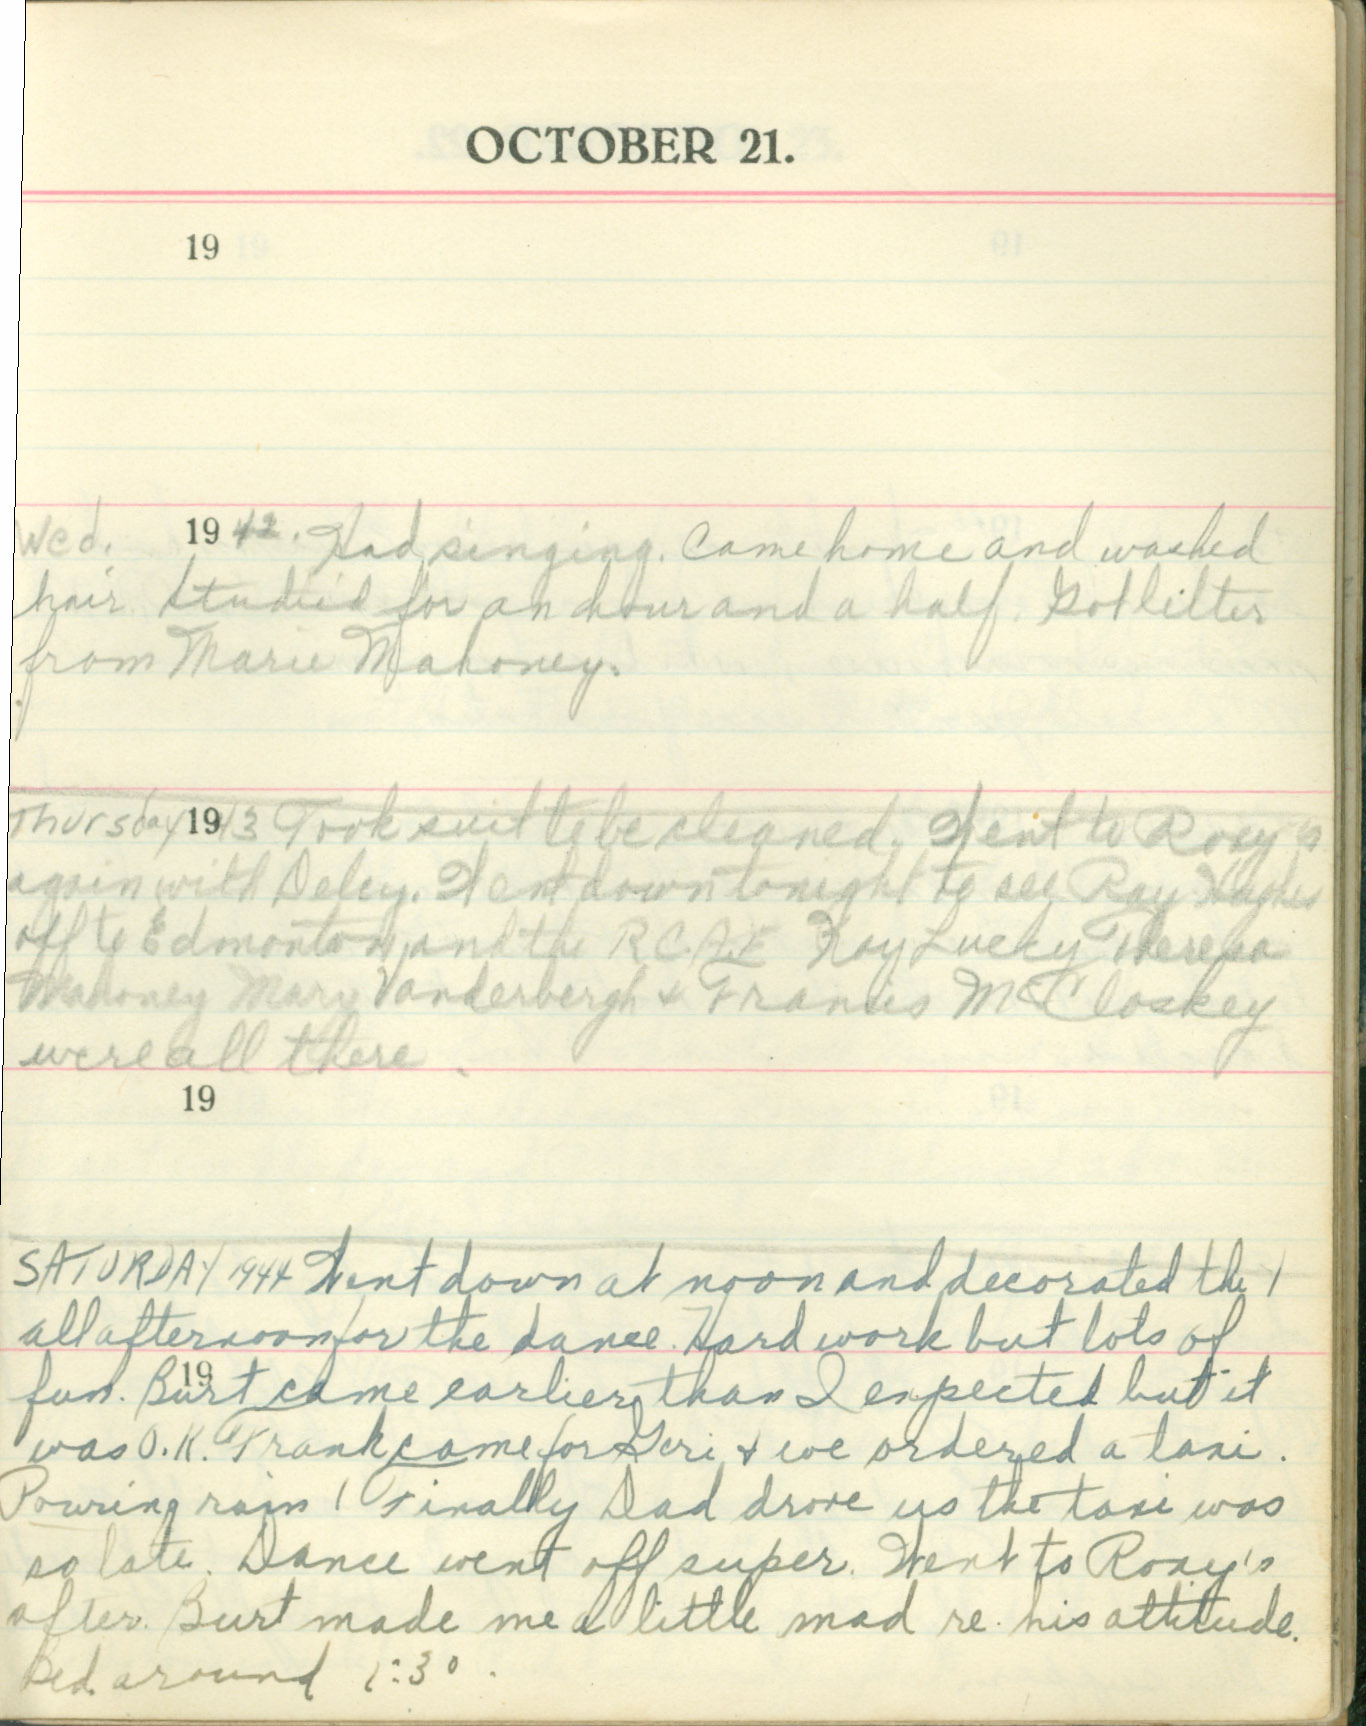 OCTOBER 21.
19
Wed. 1942. Had singing. Came home and washed
hair. Studied for an hour and a half. Got letter
from Marie Mahoney.
Thursday 1943 Took suit to be cleaned. Went to Roxy's
again with Delcy. Went down tonight to see Ray Hughes
off to Edmonton and the R.C.A.F. Kay Lucky Theresa
Mahoney Mary Vanderbergh & Francis McCloskey
were all there.
19
SATURDAY 1944 Went down at noon and decorated the
all afternoon for the dance. Hard work but lots of
19
fun. Burt came earlier than I expected but it
was O.K. Frank came for Geri & we ordered a taxi.
Pouring rain! Finally Dad drove us the taxi was
so late. Dance went off super. Went to Roxy's
after. Burt made me a little mad re. his attitude.
Bed around 1:30.